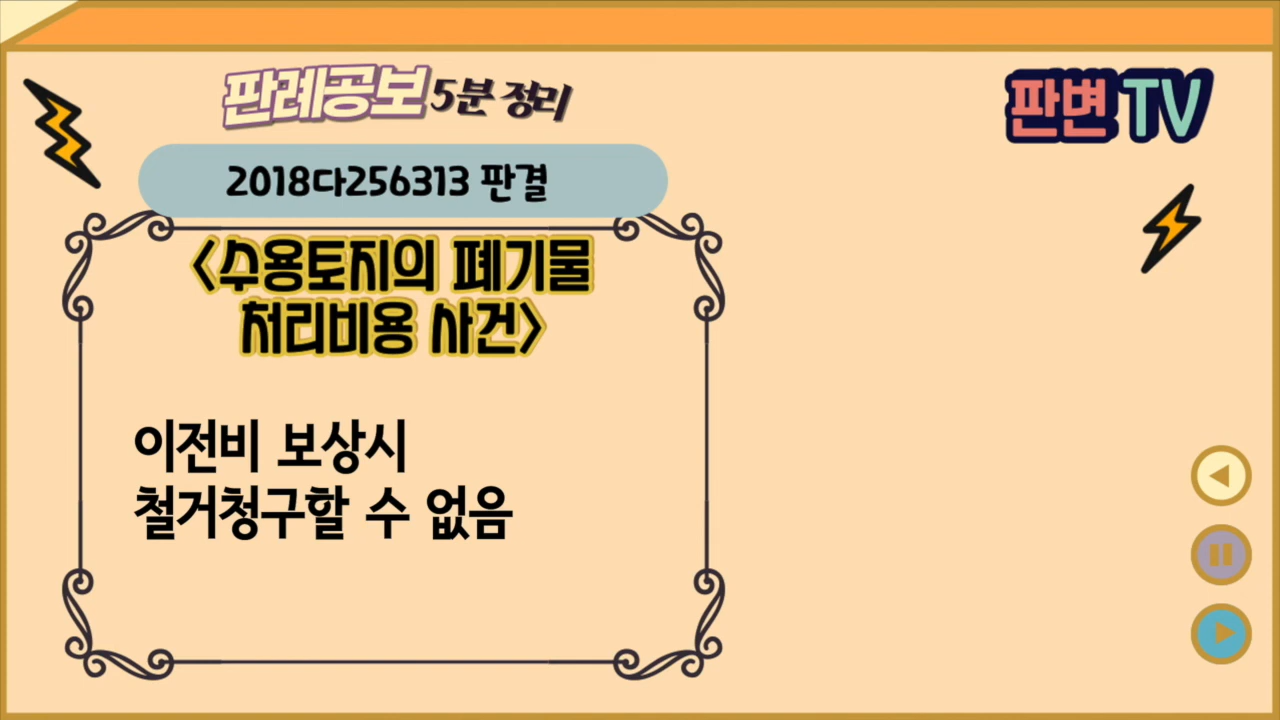 판례공보 5분 정리
판변 TV
2018다256313 판결
<수용토지의 폐기물
처리비용 사건>
이전비 보상시
철거청구할 수 없음